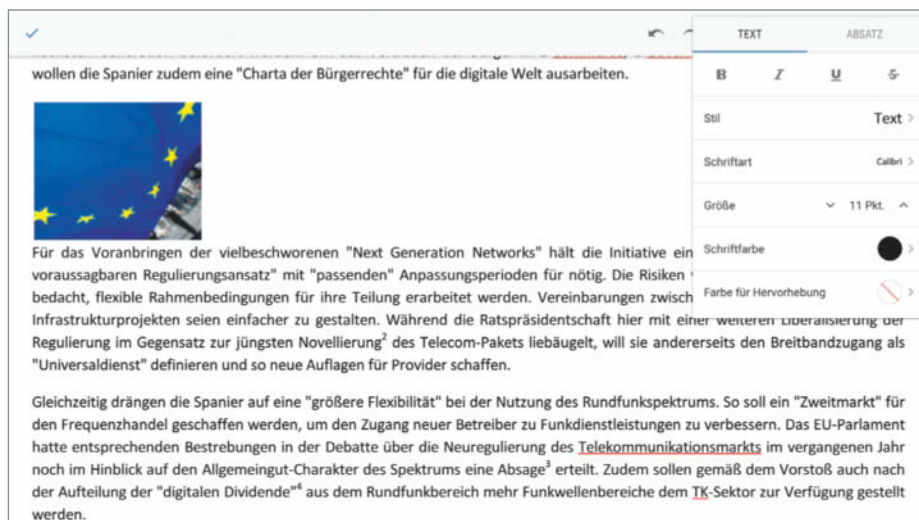 TEXT
ABSATZ
wollen die Spanier zudem eine "Charta der Bürgerrechte" für die digitale Welt ausarbeiten.
B I U S
Stil Text
Schriftart Calibri
Größe 11 Pkt.
Schriftfarbe
Farbe für Hervorhebung
Für das Voranbringen der vielbeschworenen "Next Generation Networks" hält die Initiative ein
voraussagbaren Regulierungsansatz" mit "passenden" Anpassungsperioden für nötig. Die Risiken
bedacht, flexible Rahmenbedingungen für ihre Teilung erarbeitet werden. Vereinbarungen zwisch
Infrastrukturprojekten seien einfacher zu gestalten. Während die Ratspräsidentschaft hier mit einer weiteren Liberalisierung der
Regulierung im Gegensatz zur jüngsten Novellierung² des Telecom-Pakets liebäugelt, will sie andererseits den Breitbandzugang als
"Universaldienst" definieren und so neue Auflagen für Provider schaffen.
Gleichzeitig drängen die Spanier auf eine "größere Flexibilität" bei der Nutzung des Rundfunkspektrums. So soll ein "Zweitmarkt" für
den Frequenzhandel geschaffen werden, um den Zugang neuer Betreiber zu Funkdienstleistungen zu verbessern. Das EU-Parlament
hatte entsprechenden Bestrebungen in der Debatte über die Neuregulierung des Telekommunikationsmarkts im vergangenen Jahr
noch im Hinblick auf den Allgemeingut-Charakter des Spektrums eine Absage³ erteilt. Zudem sollen gemäß dem Vorstoß auch nach
der Aufteilung der "digitalen Dividende"⁴ aus dem Rundfunkbereich mehr Funkwellenbereiche dem TK-Sektor zur Verfügung gestellt
werden.